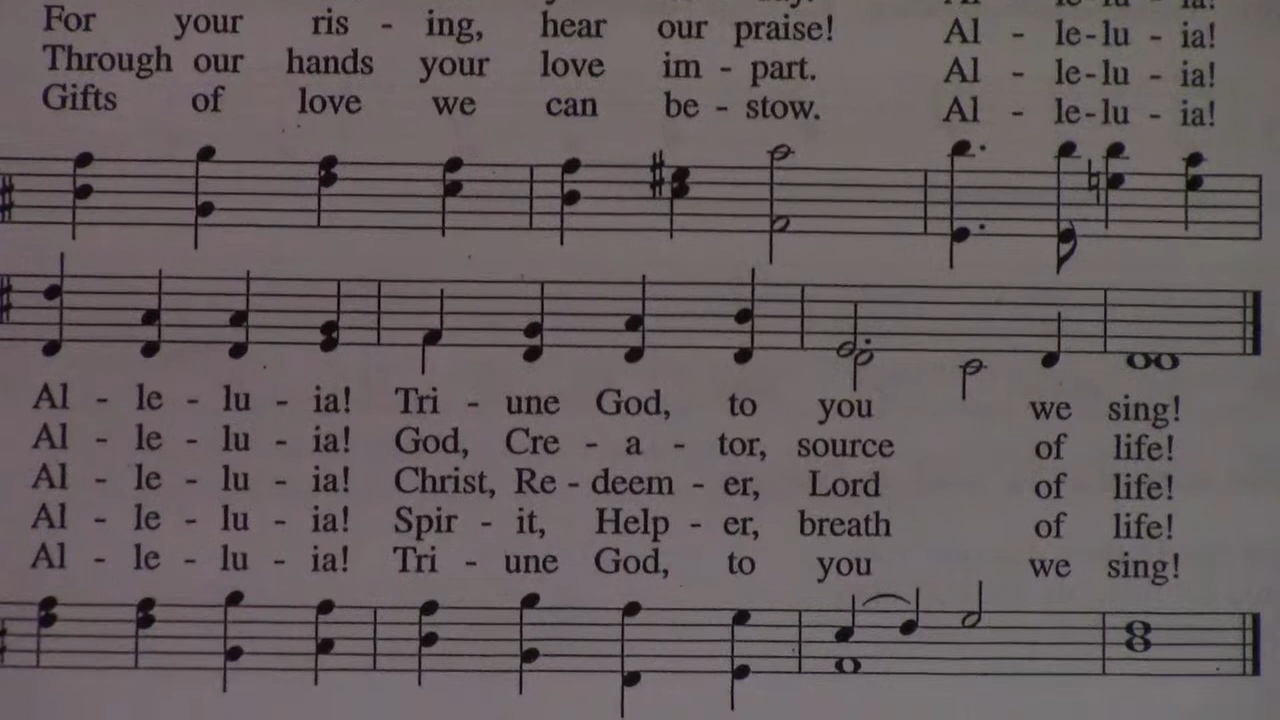 For your ris - ing, hear our praise! Al - le - lu - ia!
Through our hands your love im - part. Al - le - lu - ia!
Gifts of love we can be - stow. Al - le - lu - ia!
Al - le - lu - ia! Tri - une God, to you we sing!
Al - le - lu - ia! God, Cre - a - tor, source of life!
Al - le - lu - ia! Christ, Re - deem - er, Lord of life!
Al - le - lu - ia! Spir - it, Help - er, breath of life!
Al - le - lu - ia! Tri - une God, to you we sing!